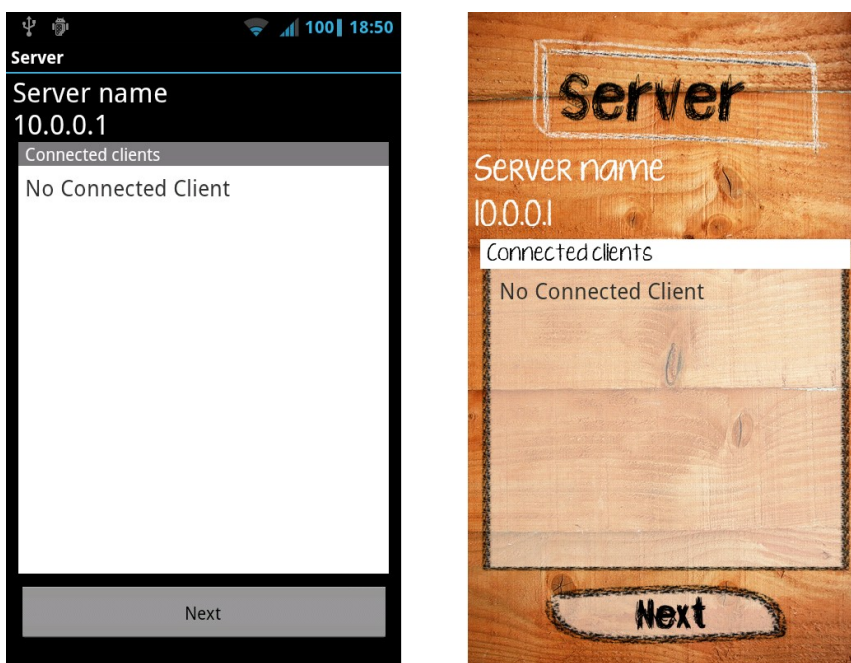 100 18:50
Server
Server name
10.0.0.1
Connected clients
No Connected Client
Next
Server
Server name
10.0.0.1
Connected clients
No Connected Client
Next